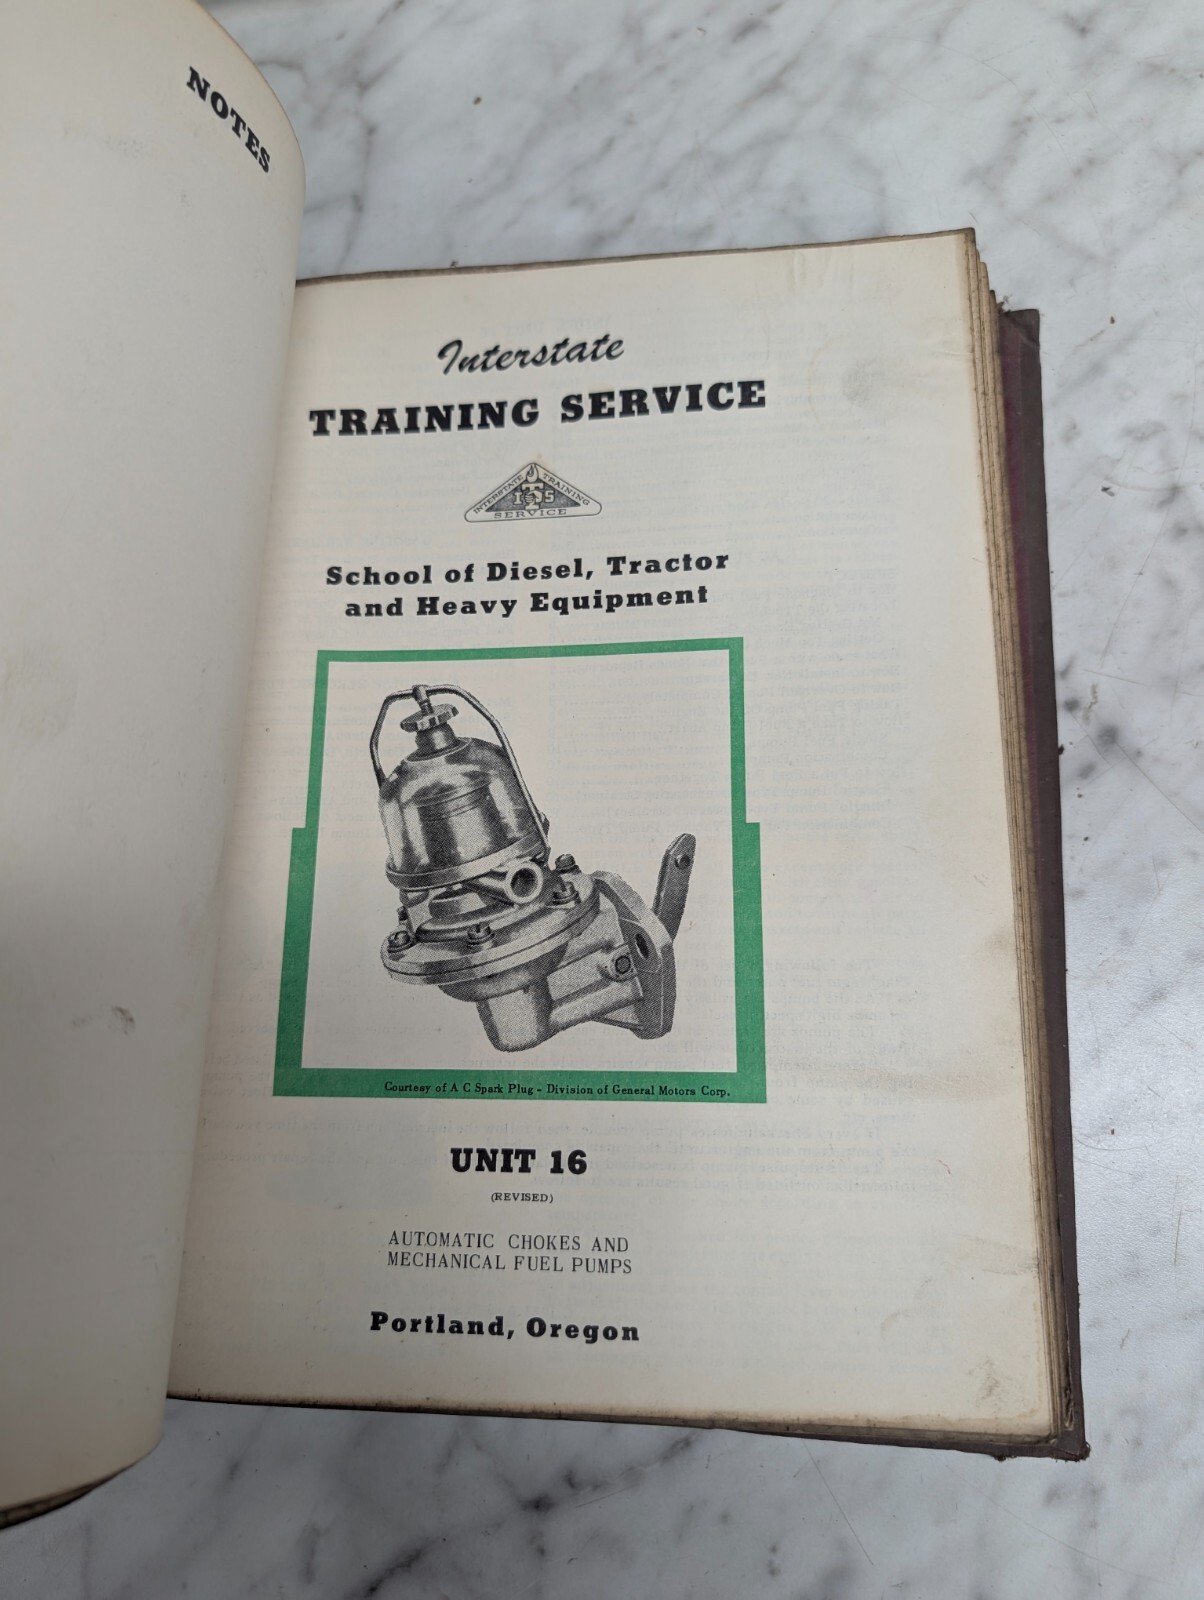 NOTES
Interstate
TRAINING SERVICE
INTERSTATE TRAINING
ITS
SERVICE
School of Diesel, Tractor
and Heavy Equipment
Courtesy of A C Spark Plug - Division of General Motors Corp.
UNIT 16
(REVISED)
AUTOMATIC CHOKES AND
MECHANICAL FUEL PUMPS
Portland, Oregon